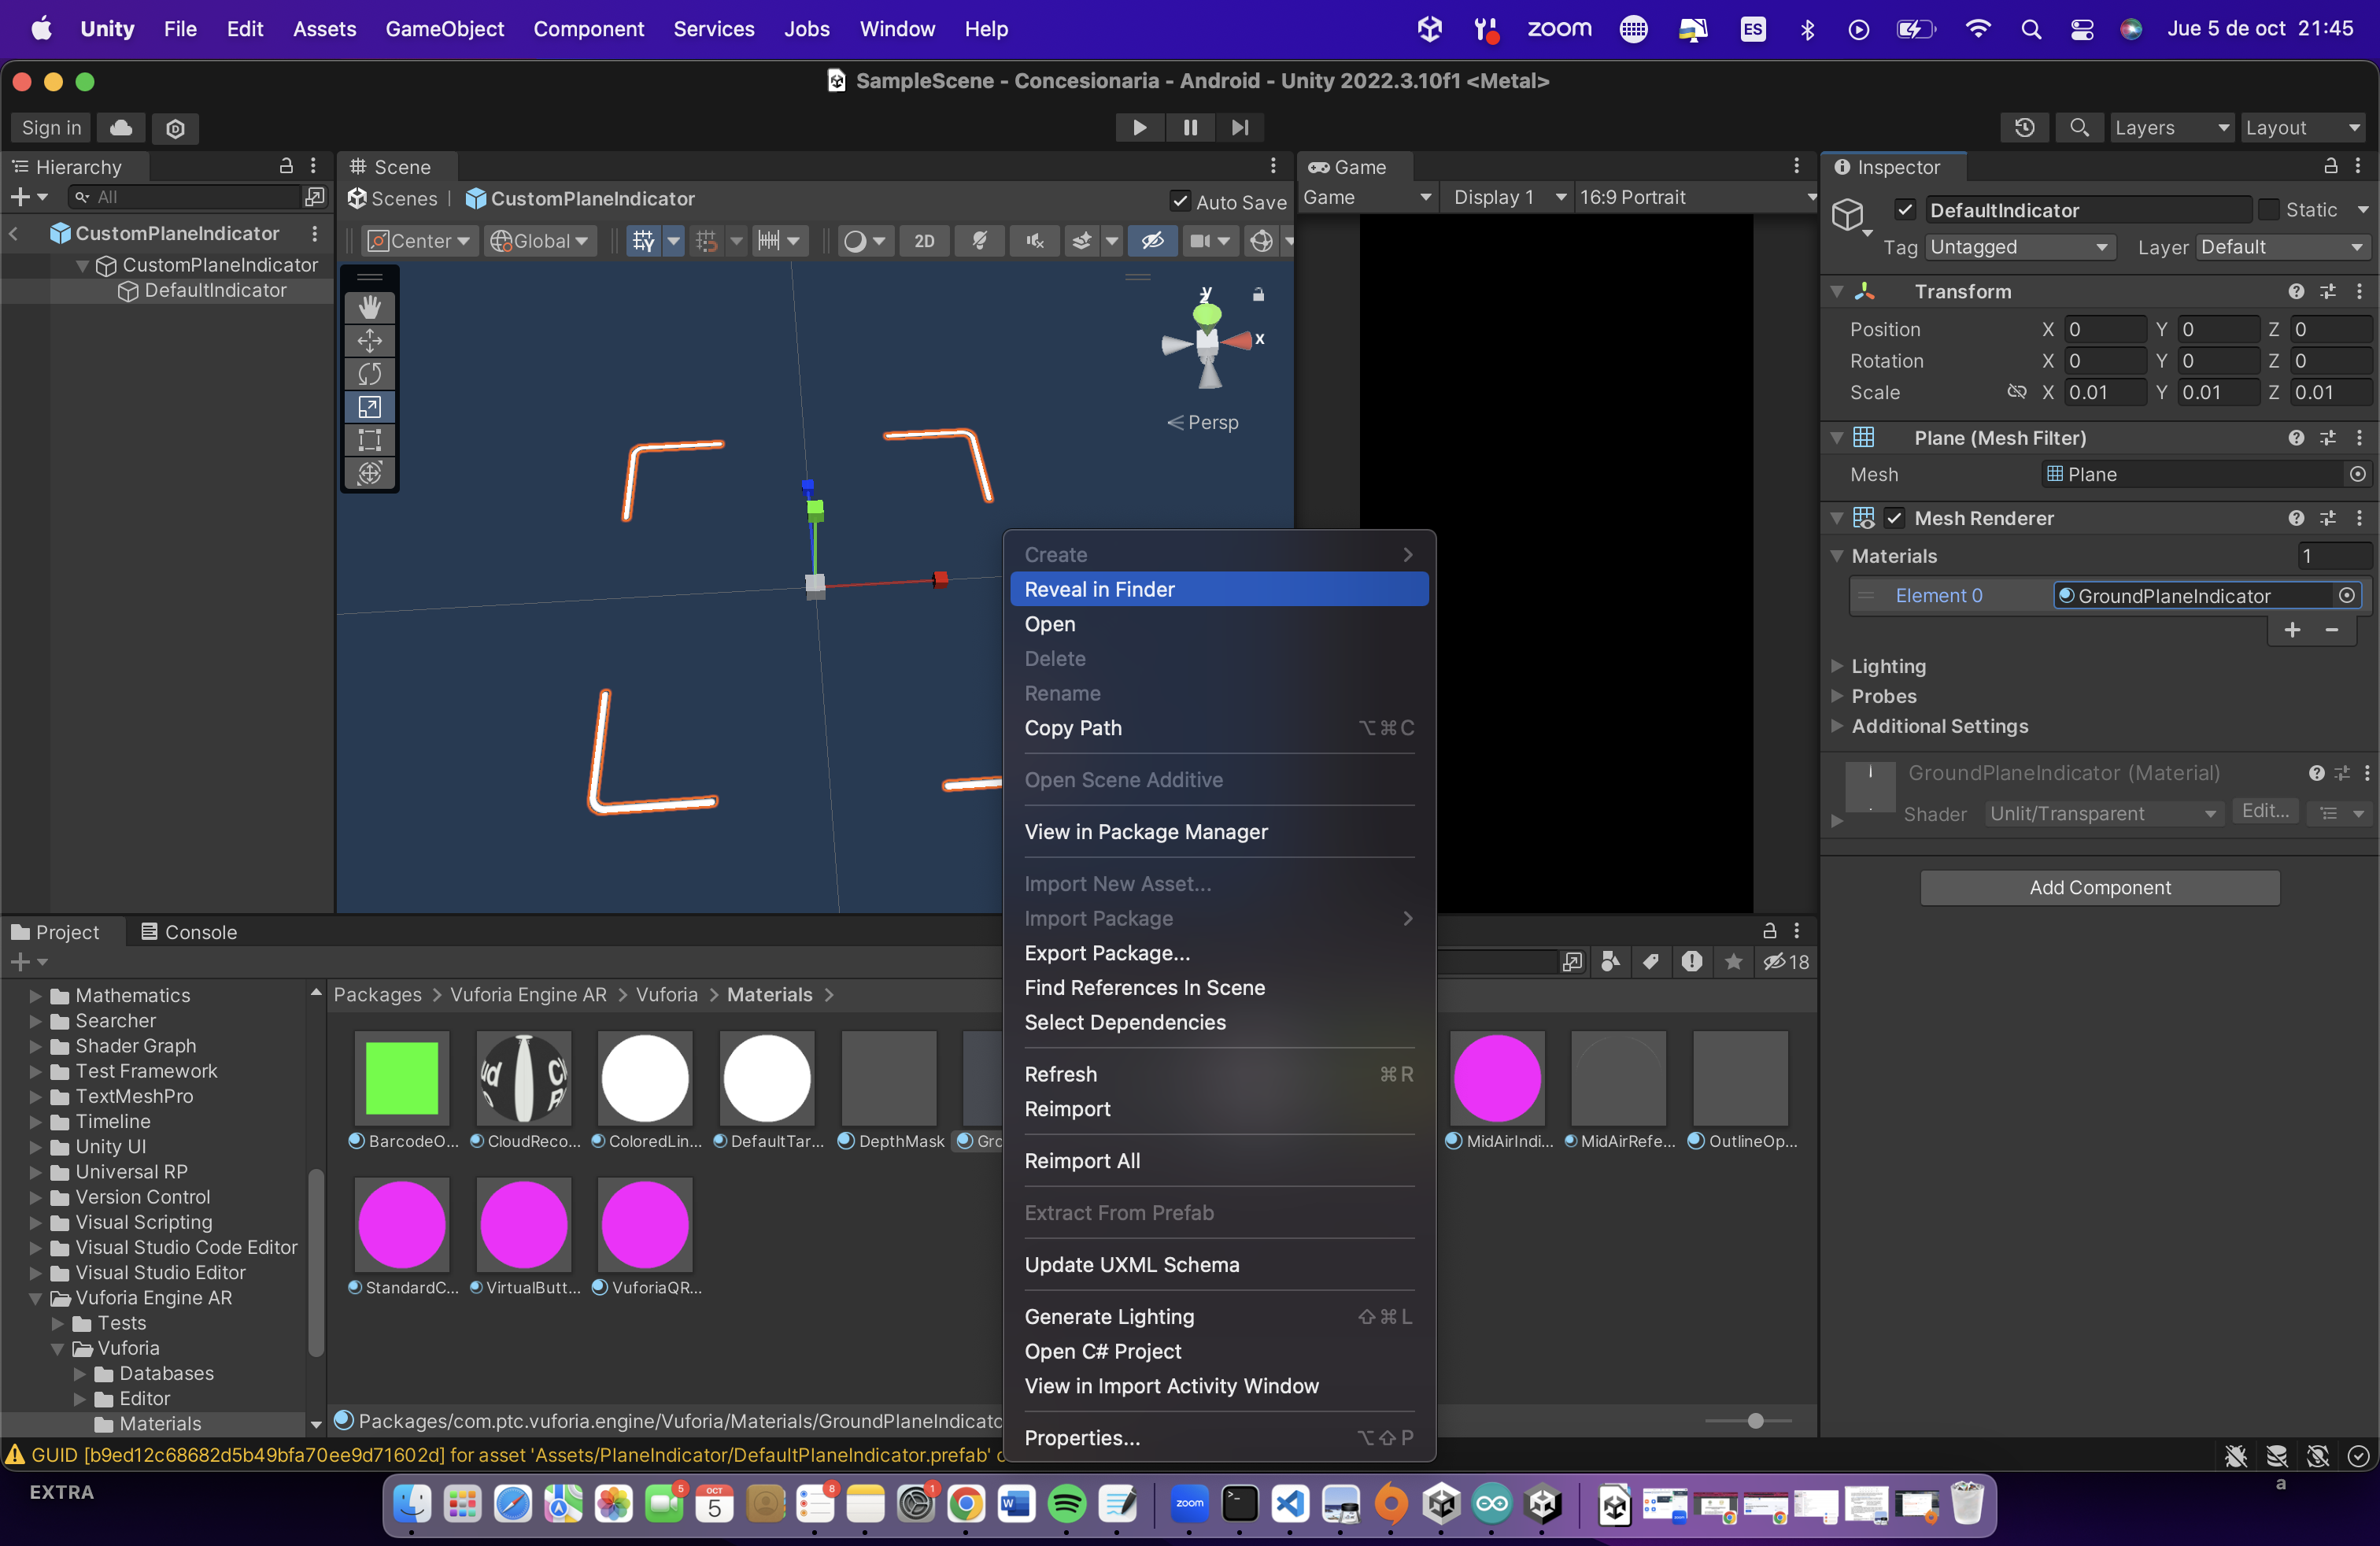 Unity File Edit Assets GameObject Component Services Jobs Window Help zoom ES Jue 5 de oct 21:45
SampleScene - Concesionaria - Android - Unity 2022.3.10f1 <Metal>
Sign in Layers Layout
Hierarchy
All
CustomPlaneIndicator
CustomPlaneIndicator
DefaultIndicator
Scene
Scenes | CustomPlaneIndicator Auto Save
Center Global 2D
y
z
x
Persp
Game
Game Display 1 16:9 Portrait
Create
Reveal in Finder
Open
Delete
Rename
Copy Path ⌥⌘C
Open Scene Additive
View in Package Manager
Import New Asset...
Import Package
Export Package...
Find References In Scene
Select Dependencies
Refresh ⌘R
Reimport
Reimport All
Extract From Prefab
Update UXML Schema
Generate Lighting ⇧⌘L
Open C# Project
View in Import Activity Window
Properties... ⌥⇧P
Inspector
DefaultIndicator Static
Tag Untagged Layer Default
Transform
Position X 0 Y 0 Z 0
Rotation X 0 Y 0 Z 0
Scale X 0.01 Y 0.01 Z 0.01
Plane (Mesh Filter)
Mesh Plane
Mesh Renderer
Materials 1
Element 0 GroundPlaneIndicator
+ −
Lighting
Probes
Additional Settings
GroundPlaneIndicator (Material)
Shader Unlit/Transparent Edit...
Add Component
Project Console
18
Mathematics
Searcher
Shader Graph
Test Framework
TextMeshPro
Timeline
Unity UI
Universal RP
Version Control
Visual Scripting
Visual Studio Code Editor
Visual Studio Editor
Vuforia Engine AR
Tests
Vuforia
Databases
Editor
Materials
Packages > Vuforia Engine AR > Vuforia > Materials >
BarcodeO... CloudReco... ColoredLin... DefaultTar... DepthMask Gro MidAirIndi... MidAirRefe... OutlineOp...
StandardC... VirtualButt... VuforiaQR...
Packages/com.ptc.vuforia.engine/Vuforia/Materials/GroundPlaneIndicato
GUID [b9ed12c68682d5b49bfa70ee9d71602d] for asset 'Assets/PlaneIndicator/DefaultPlaneIndicator.prefab' c
EXTRA
5 OCT 5 8 1 zoom
a